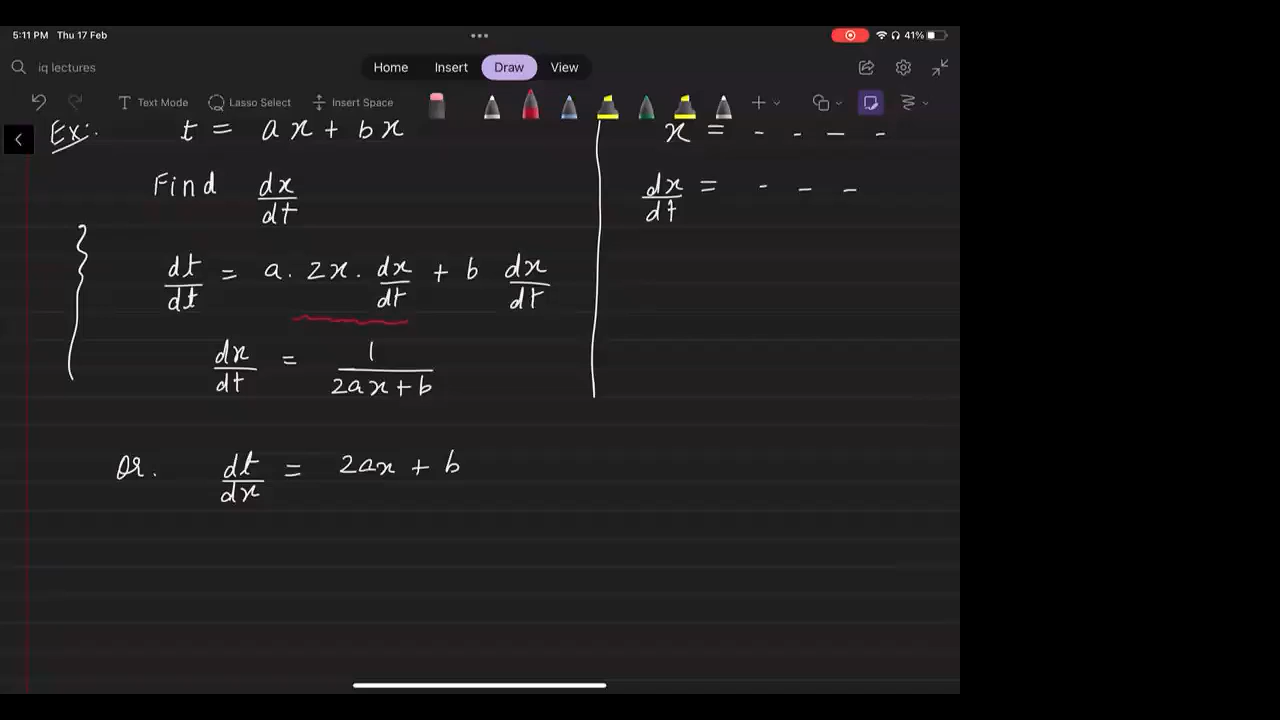 5:11 PM Thu 17 Feb
41%
iq lectures
Home Insert Draw View
Text Mode Lasso Select Insert Space
Ex:. t = ax + bx
Find dx/dt
dt/dt = a. 2x. dx/dt + b dx/dt
dx/dt = 1/(2ax+b)
Or. dt/dx = 2ax + b
x = - - - -
dx/dt = - - -